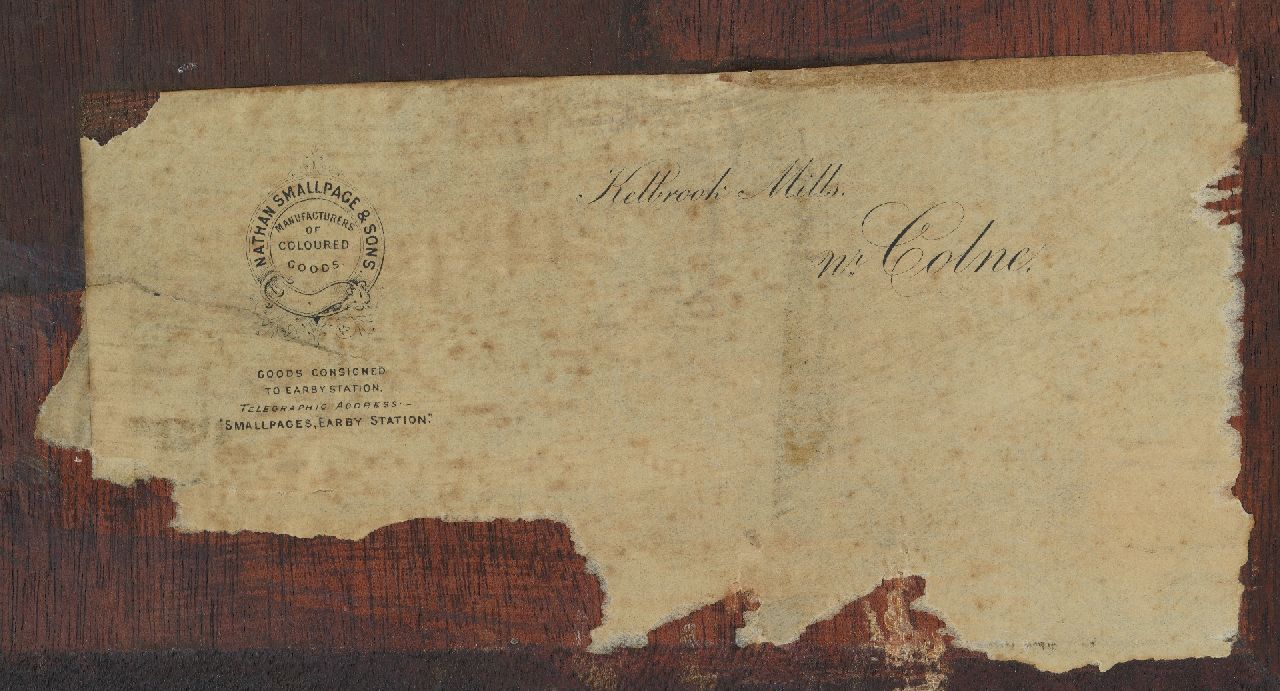 NATHAN SMALLPAGE & SONS
MANUFACTURERS
OF
COLOURED
GOODS
GOODS CONSIGNED
TO EARBY STATION.
TELEGRAPHIC ADDRESS:—
"SMALLPAGES, EARBY STATION."
Kelbrook Mills.
nr Colne.